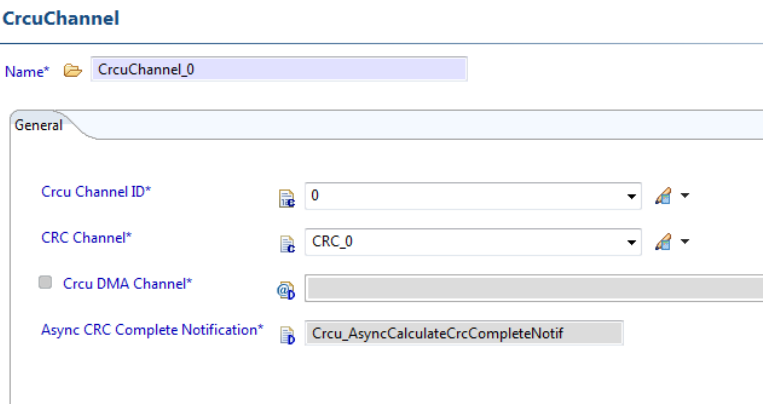 CrcuChannel
Name* CrcuChannel_0
General
Crcu Channel ID* 0
CRC Channel* CRC_0
Crcu DMA Channel*
Async CRC Complete Notification* Crcu_AsyncCalculateCrcCompleteNotif